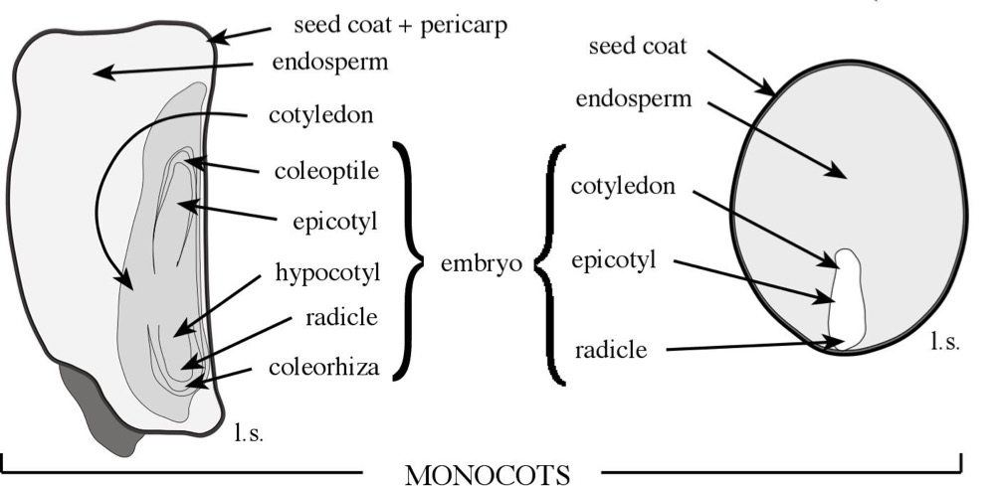 seed coat + pericarp
endosperm
cotyledon
coleoptile
epicotyl
hypocotyl
radicle
coleorhiza
l.s.
embryo
seed coat
endosperm
cotyledon
epicotyl
radicle
l.s.
MONOCOTS